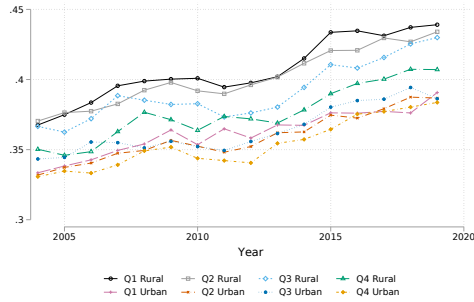 .45
.4
.35
.3
2005 2010 2015 2020
Year
Q1 Rural Q2 Rural Q3 Rural Q4 Rural
Q1 Urban Q2 Urban Q3 Urban Q4 Urban